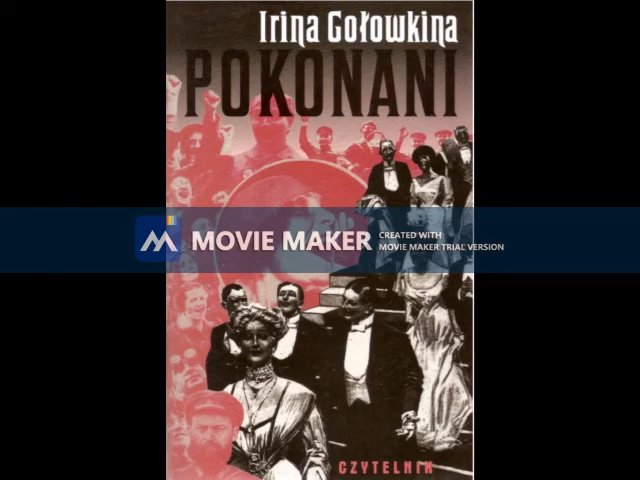 Irina Gołowkina
POKONANI
MOVIE MAKER
CREATED WITH
MOVIE MAKER TRIAL VERSION
CZYTELNIK